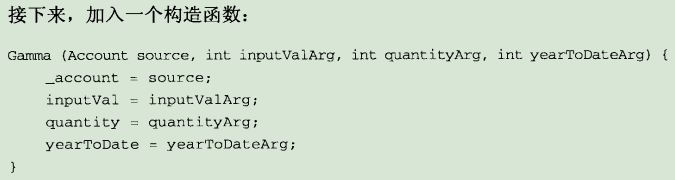 接下来，加入一个构造函数：
Gamma (Account source, int inputValArg, int quantityArg, int yearToDateArg) {
    _account = source;
    inputVal = inputValArg;
    quantity = quantityArg;
    yearToDate = yearToDateArg;
}